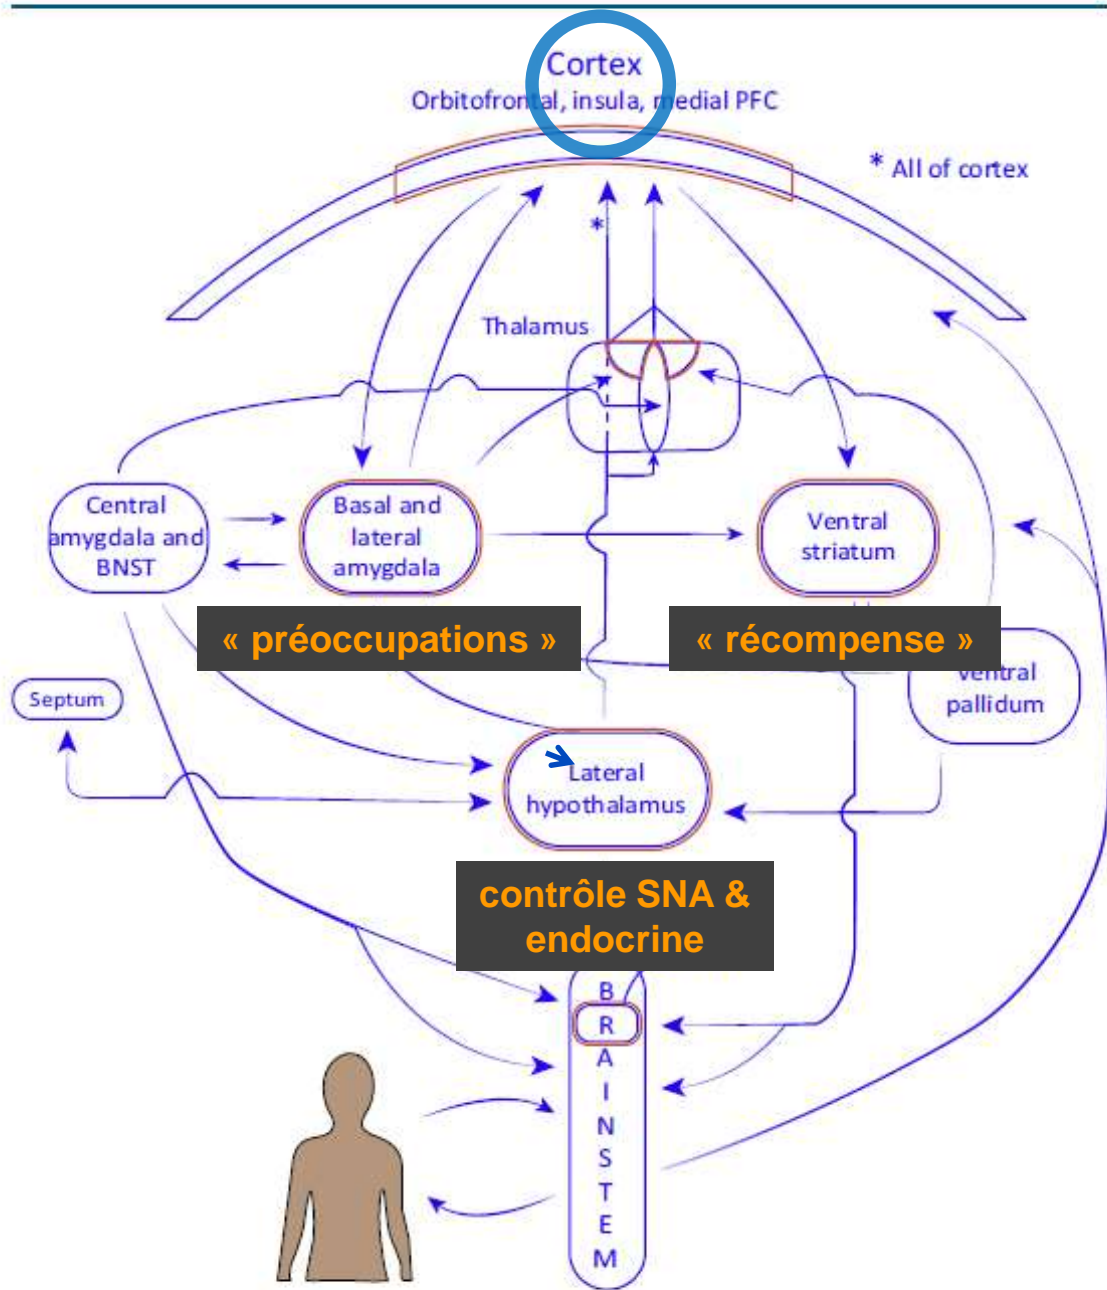 Cortex
Orbitofrontal, insula, medial PFC
* All of cortex
*
Thalamus
Central
amygdala and
BNST
Basal and
lateral
amygdala
Ventral
striatum
« préoccupations »
« récompense »
Ventral
pallidum
Septum
Lateral
hypothalamus
contrôle SNA &
endocrine
B
R
A
I
N
S
T
E
M